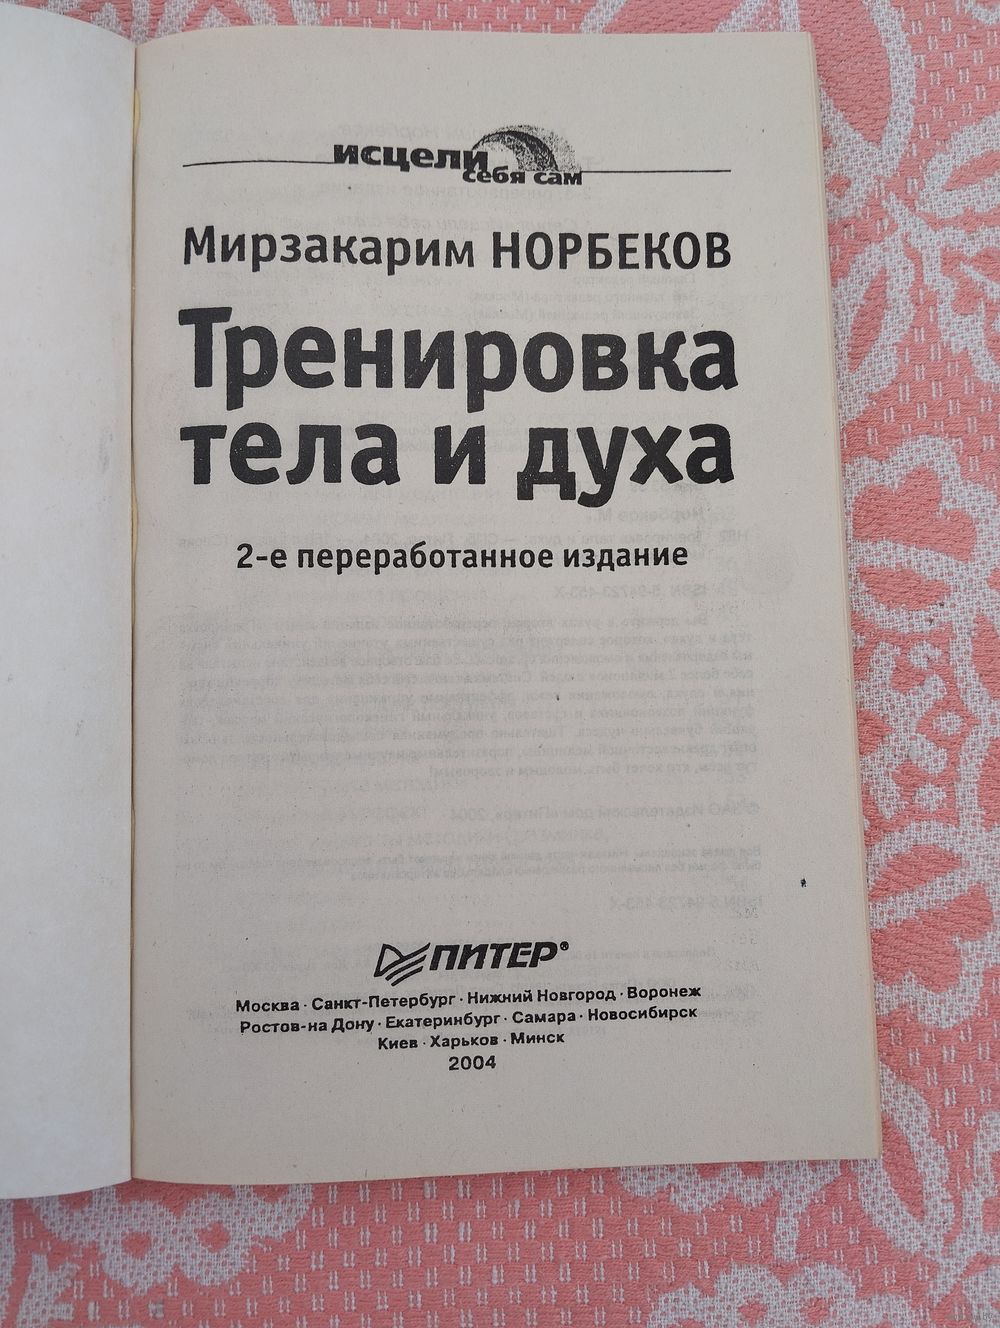 исцели
себя сам
Мирзакарим НОРБЕКОВ
Тренировка
тела и духа
2-е переработанное издание
ПИТЕР®
Москва · Санкт-Петербург · Нижний Новгород · Воронеж
Ростов-на Дону · Екатеринбург · Самара · Новосибирск
Киев · Харьков · Минск
2004